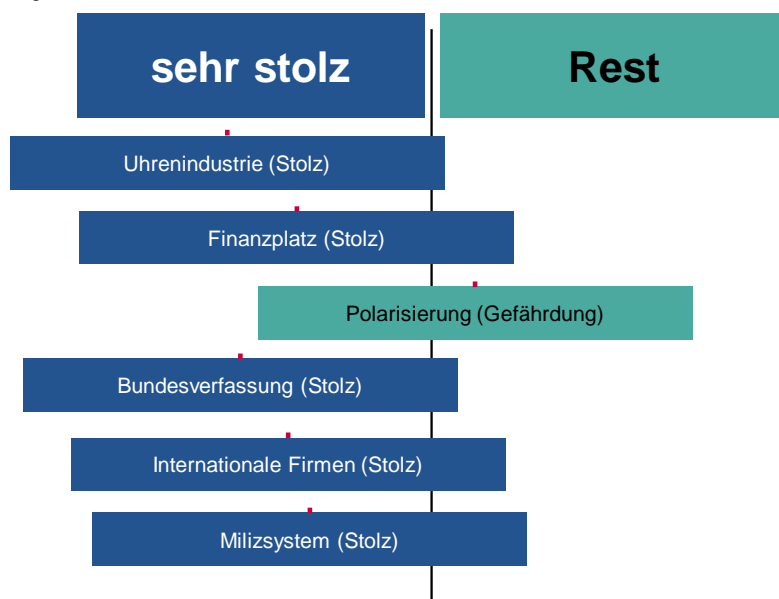 sehr stolz
Rest
Uhrenindustrie (Stolz)
Finanzplatz (Stolz)
Polarisierung (Gefährdung)
Bundesverfassung (Stolz)
Internationale Firmen (Stolz)
Milizsystem (Stolz)